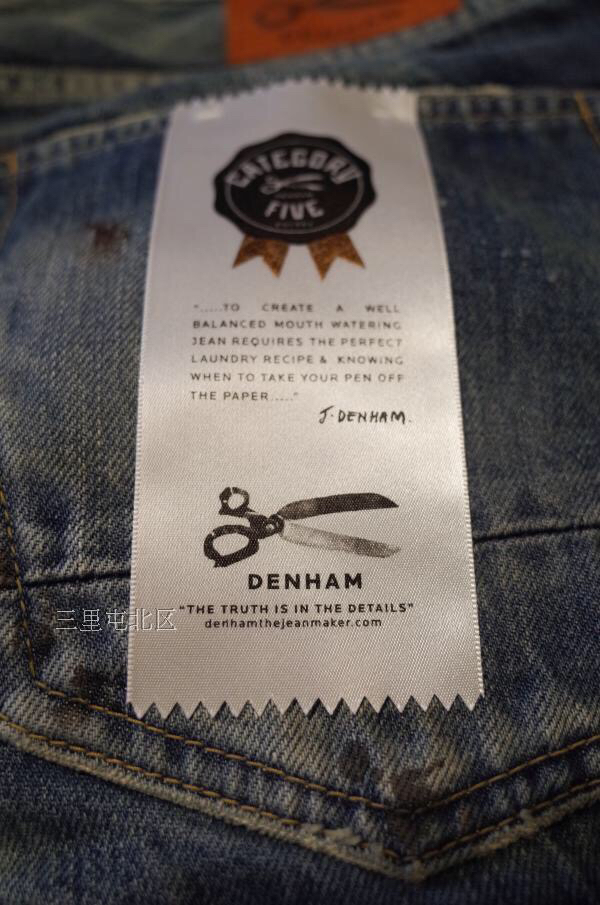 CATEGORY
FIVE
".....TO CREATE A WELL
BALANCED MOUTH WATERING
JEAN REQUIRES THE PERFECT
LAUNDRY RECIPE & KNOWING
WHEN TO TAKE YOUR PEN OFF
THE PAPER....."
J.DENHAM.
DENHAM
"THE TRUTH IS IN THE DETAILS"
denhamthejeanmaker.com
三里屯北区